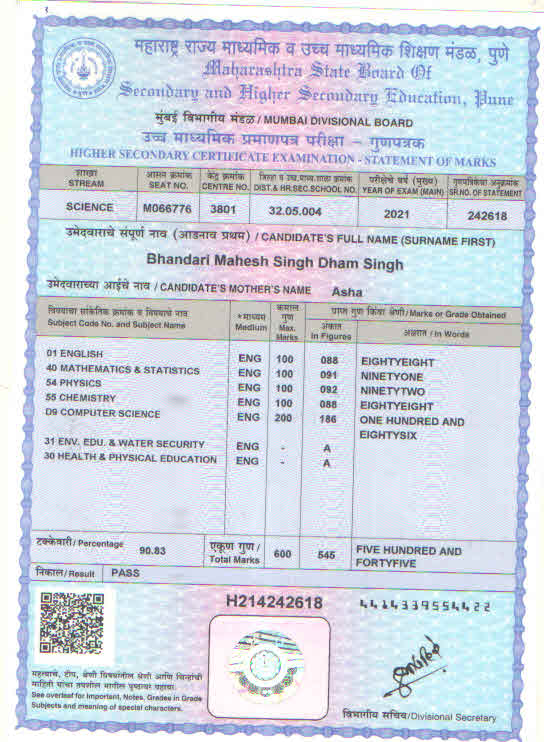 महाराष्ट्र राज्य माध्यमिक व उच्च माध्यमिक शिक्षण मंडळ, पुणे
Maharashtra State Board Of
Secondary and Higher Secondary Education, Pune
मुंबई विभागीय मंडळ / MUMBAI DIVISIONAL BOARD
उच्च माध्यमिक प्रमाणपत्र परीक्षा - गुणपत्रक
HIGHER SECONDARY CERTIFICATE EXAMINATION - STATEMENT OF MARKS
शाखा STREAM
आसन क्रमांक SEAT NO.
केंद्र क्रमांक CENTRE NO.
जिल्हा व उच्च.माध्य.शाळा क्रमांक DIST.& HR.SEC.SCHOOL NO.
परीक्षेचे वर्ष (मुख्य) YEAR OF EXAM (MAIN)
गुणपत्रिकेचा अनुक्रमांक SR.NO. OF STATEMENT
SCIENCE M066776 3801 32.05.004 2021 242618
उमेदवाराचे संपूर्ण नाव (आडनाव प्रथम) / CANDIDATE'S FULL NAME (SURNAME FIRST)
Bhandari Mahesh Singh Dham Singh
उमेदवाराच्या आईचे नाव / CANDIDATE'S MOTHER'S NAME Asha
विषयाचा सांकेतिक क्रमांक व विषयाचे नाव
Subject Code No. and Subject Name
*माध्यम
Medium
कमाल
गुण
Max.
Marks
प्राप्त गुण किंवा श्रेणी / Marks or Grade Obtained
अंकात
In Figures
अक्षरात / In Words
01 ENGLISH ENG 100 088 EIGHTYEIGHT
40 MATHEMATICS & STATISTICS ENG 100 091 NINETYONE
54 PHYSICS ENG 100 092 NINETYTWO
55 CHEMISTRY ENG 100 088 EIGHTYEIGHT
D9 COMPUTER SCIENCE ENG 200 186 ONE HUNDRED AND
EIGHTYSIX
31 ENV. EDU. & WATER SECURITY ENG - A
30 HEALTH & PHYSICAL EDUCATION ENG - A
टक्केवारी / Percentage 90.83
एकूण गुण /
Total Marks
600 545 FIVE HUNDRED AND
FORTYFIVE
निकाल / Result PASS
H214242618
4414339554422
महत्वाचे, टीप, श्रेणी विषयांतील श्रेणी आणि चिन्हांची
माहिती यांचा तपशील मागील पृष्ठावर पहावा.
See overleaf for Important, Notes, Grades in Grade
Subjects and meaning of special characters.
विभागीय सचिव / Divisional Secretary